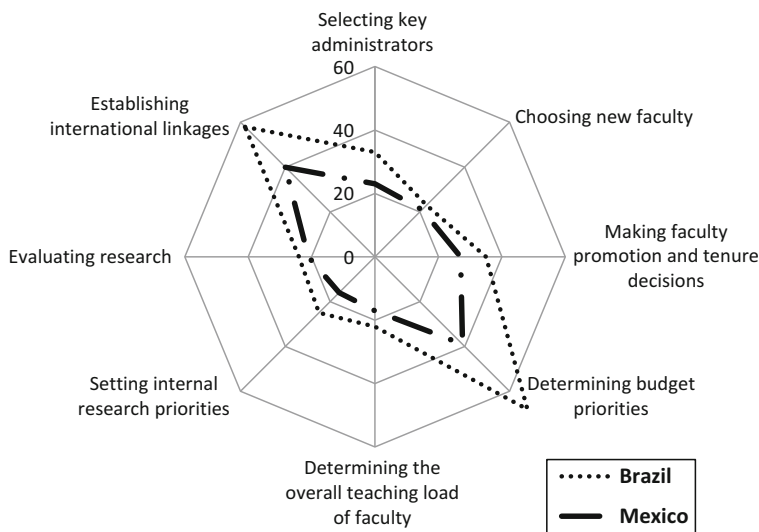 Selecting key
administrators
60
Establishing
international linkages
Choosing new faculty
40
20
Evaluating research
0
Making faculty
promotion and tenure
decisions
Setting internal
research priorities
Determining budget
priorities
Determining the
overall teaching load
of faculty
Brazil
Mexico